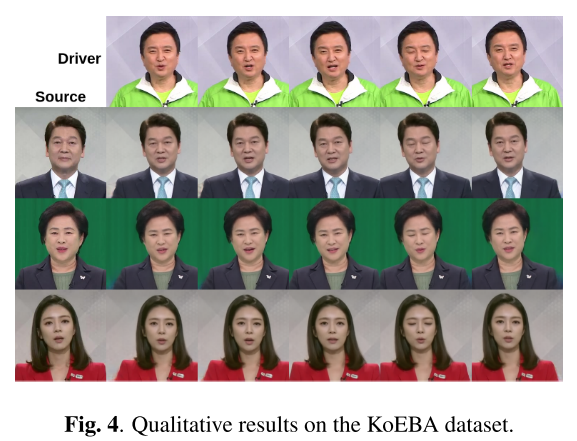 Driver
Source
Fig. 4. Qualitative results on the KoEBA dataset.